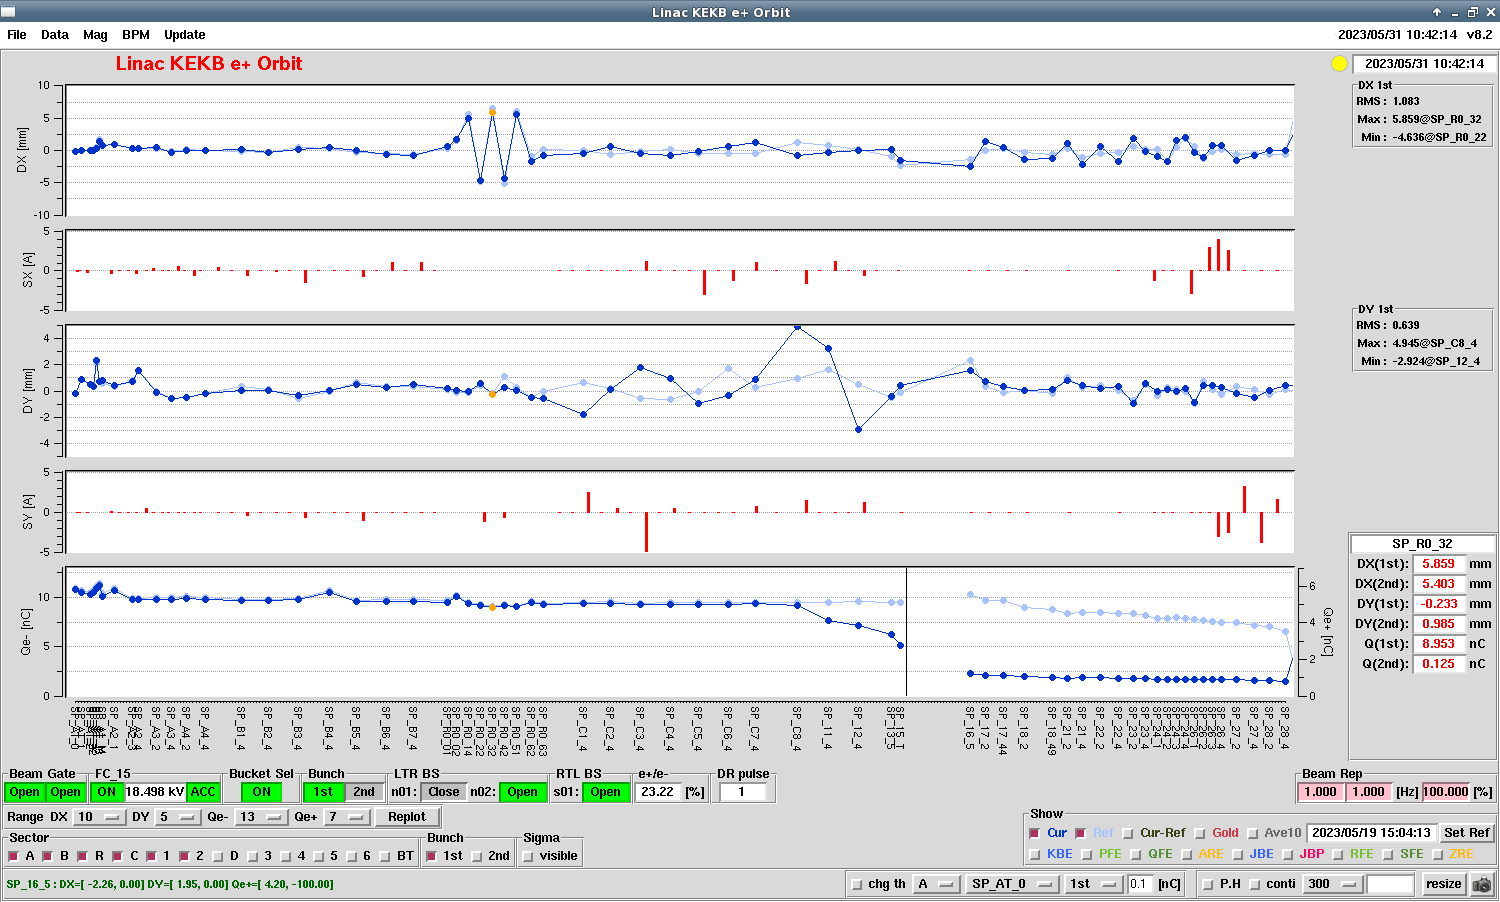 Linac KEKB e+ Orbit
File Data Mag BPM Update 2023/05/31 10:42:14 v8.2
Linac KEKB e+ Orbit
2023/05/31 10:42:14
DX 1st
RMS : 1.083
Max : 5.859@SP_R0_32
Min : -4.636@SP_R0_22
DX [mm]
10
5
0
-5
-10
SX [A]
5
0
-5
DY 1st
RMS : 0.639
Max : 4.945@SP_C8_4
Min : -2.924@SP_12_4
DY [mm]
4
2
0
-2
-4
SY [A]
5
0
-5
Qe- [nC]
10
5
0
Qe+ [nC]
6
4
2
0
SP_R0_32
DX(1st): 5.859 mm
DX(2nd): 5.403 mm
DY(1st): -0.233 mm
DY(2nd): 0.985 mm
Q(1st): 8.953 nC
Q(2nd): 0.125 nC
SP_A3_2 SP_A3_4 SP_A4_2 SP_A4_4 SP_B1_4 SP_B2_4 SP_B3_4 SP_B4_4 SP_B5_4 SP_B6_4 SP_B7_4 SP_R0_01 SP_R0_02 SP_R0_14 SP_R0_22 SP_R0_32 SP_R0_42 SP_R0_51 SP_R0_62 SP_R0_63 SP_C1_4 SP_C2_4 SP_C3_4 SP_C4_4 SP_C5_4 SP_C6_4 SP_C7_4 SP_C8_4 SP_11_4 SP_12_4 SP_13_5 SP_15_T SP_16_5 SP_17_2 SP_17_44 SP_18_2 SP_18_49 SP_21_2 SP_21_4 SP_22_2 SP_22_4 SP_23_2 SP_23_4 SP_24_1 SP_26_4 SP_27_2 SP_27_4 SP_28_2 SP_28_4
Beam Gate FC_15 Bucket Sel Bunch LTR BS RTL BS e+/e- DR pulse Beam Rep
Open Open ON 18.498 kV ACC ON 1st 2nd n01: Close n02: Open s01: Open 23.22 [%] 1 1.000 1.000 [Hz] 100.000 [%]
Range DX 10 DY 5 Qe- 13 Qe+ 7 Replot
Show
Cur Ref Cur-Ref Gold Ave10 2023/05/19 15:04:13 Set Ref
KBE PFE QFE ARE JBE JBP RFE SFE ZRE
Sector Bunch Sigma
A B R C 1 2 D 3 4 5 6 BT 1st 2nd visible
SP_16_5 : DX=[ -2.26, 0.00] DY=[ 1.95, 0.00] Qe+=[ 4.20, -100.00]
chg th A SP_AT_0 1st 0.1 [nC] P.H conti 300 resize